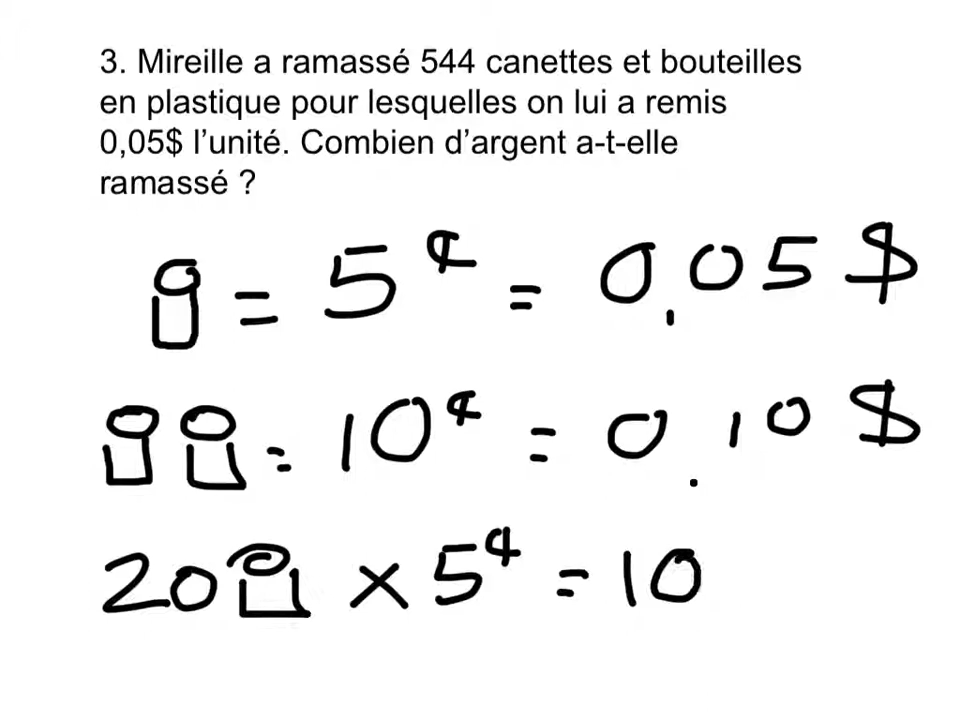 3. Mireille a ramassé 544 canettes et bouteilles
en plastique pour lesquelles on lui a remis
0,05$ l'unité. Combien d'argent a-t-elle
ramassé ?
= 5¢ = 0,05 $
= 10¢ = 0.10 $
20 × 5¢ = 10